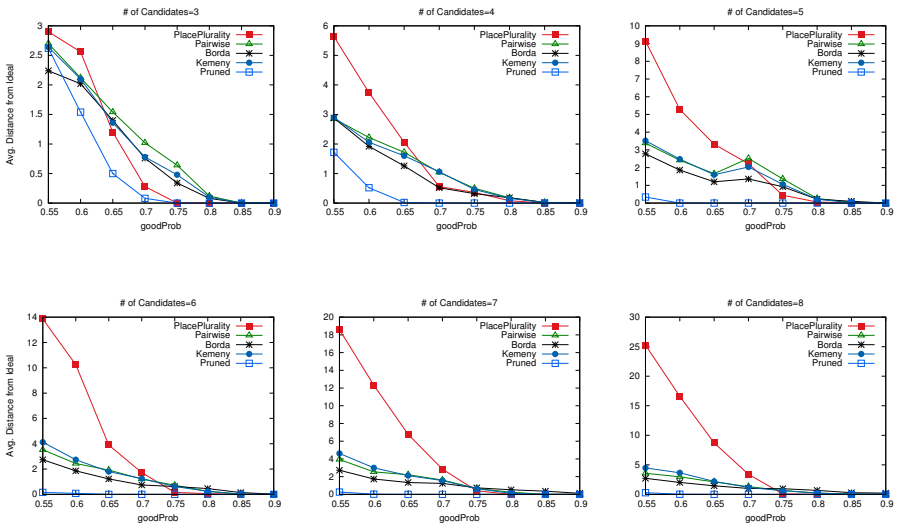 # of Candidates=3
PlacePlurality
Pairwise
Borda
Kemeny
Pruned
3
2.5
2
1.5
1
0.5
0
Avg. Distance from Ideal
0.55 0.6 0.65 0.7 0.75 0.8 0.85 0.9
goodProb
# of Candidates=4
PlacePlurality
Pairwise
Borda
Kemeny
Pruned
6
5
4
3
2
1
0
0.55 0.6 0.65 0.7 0.75 0.8 0.85 0.9
goodProb
# of Candidates=5
PlacePlurality
Pairwise
Borda
Kemeny
Pruned
10
9
8
7
6
5
4
3
2
1
0
0.55 0.6 0.65 0.7 0.75 0.8 0.85 0.9
goodProb
# of Candidates=6
PlacePlurality
Pairwise
Borda
Kemeny
Pruned
14
12
10
8
6
4
2
0
Avg. Distance from Ideal
0.55 0.6 0.65 0.7 0.75 0.8 0.85 0.9
goodProb
# of Candidates=7
PlacePlurality
Pairwise
Borda
Kemeny
Pruned
20
18
16
14
12
10
8
6
4
2
0
0.55 0.6 0.65 0.7 0.75 0.8 0.85 0.9
goodProb
# of Candidates=8
PlacePlurality
Pairwise
Borda
Kemeny
Pruned
30
25
20
15
10
5
0
0.55 0.6 0.65 0.7 0.75 0.8 0.85 0.9
goodProb